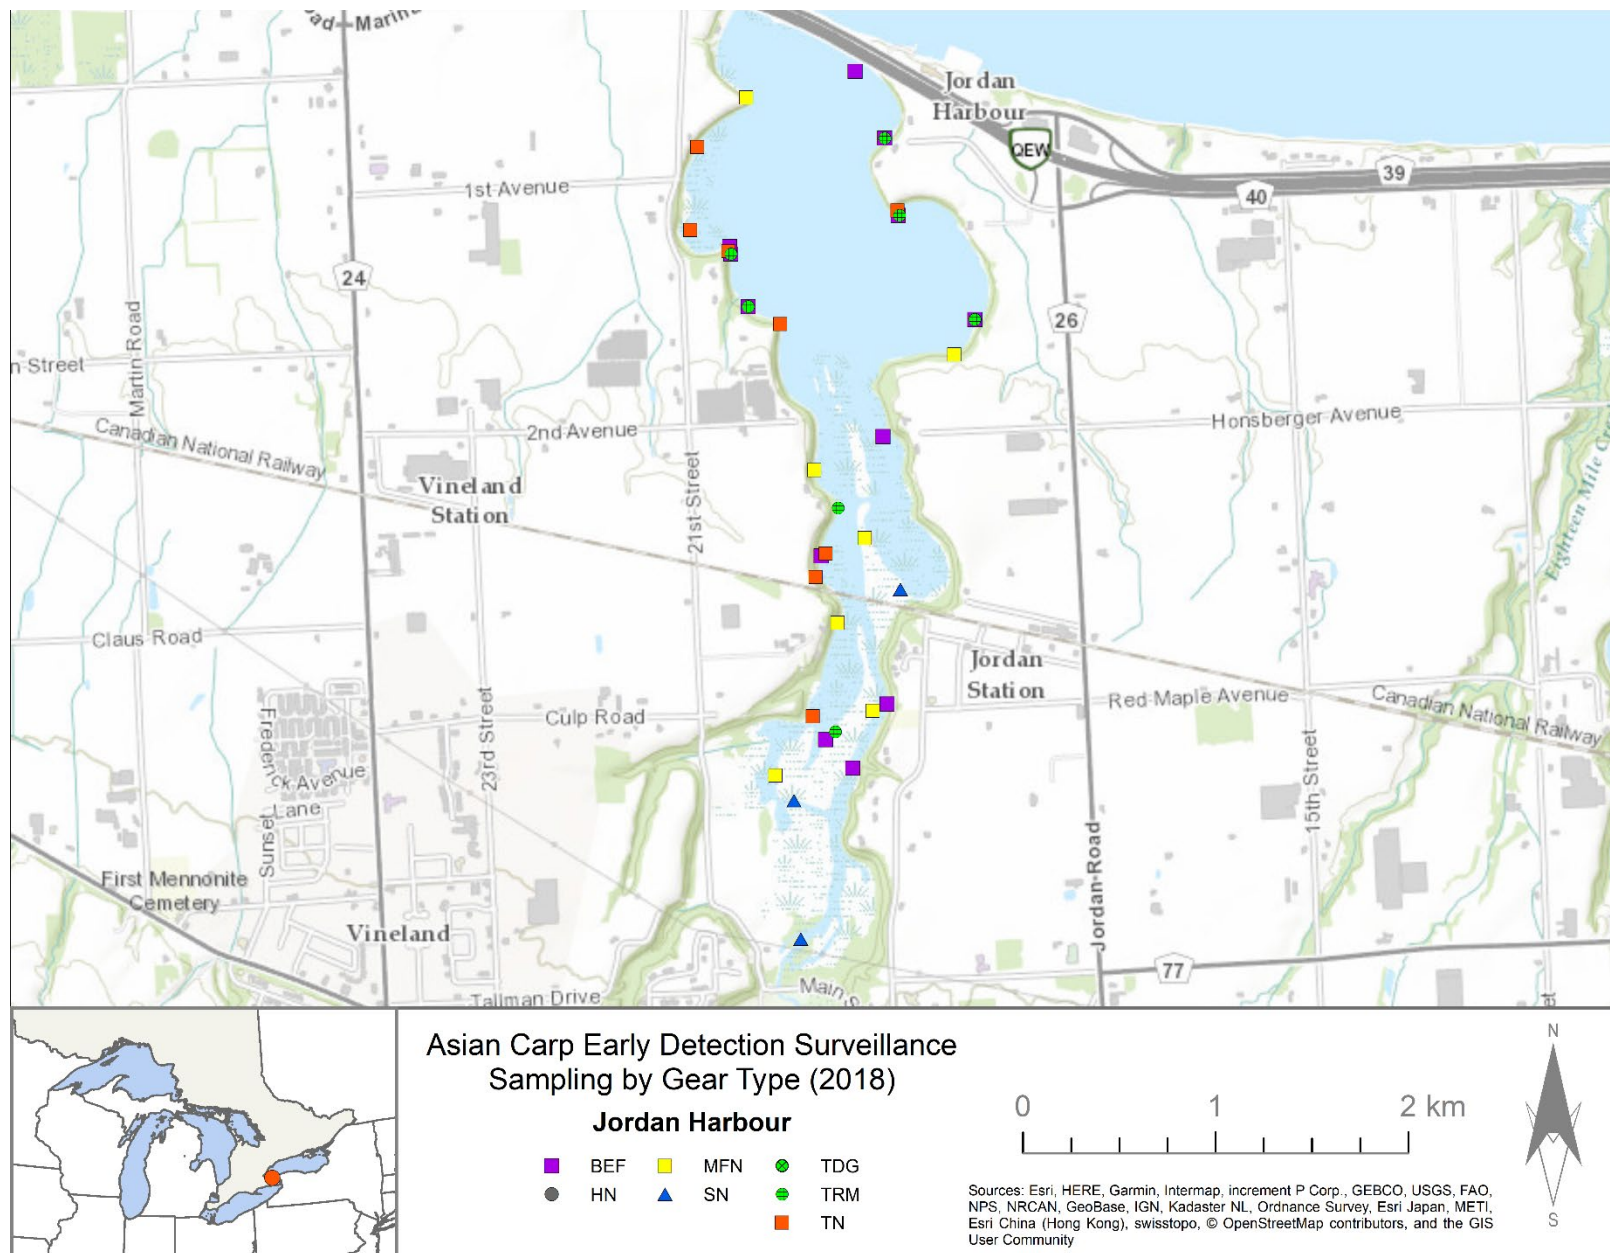 ad
Marina
Jordan
Harbour
QEW
39
40
1st Avenue
24
26
n Street
Martin Road
2nd Avenue
Honsberger Avenue
Canadian National Railway
Vineland
Station
21st Street
Eighteen Mile Cre
Claus Road
Jordan
Station
Red Maple Avenue
Canadian National Railway
Culp Road
Frederick Avenue
23rd Street
Sunset Lane
15th Street
First Mennonite
Cemetery
Jordan Road
Vineland
77
Tallman Drive
Main S
et
Asian Carp Early Detection Surveillance
Sampling by Gear Type (2018)
Jordan Harbour
BEF MFN TDG
HN SN TRM
TN
0 1 2 km
N
S
Sources: Esri, HERE, Garmin, Intermap, increment P Corp., GEBCO, USGS, FAO,
NPS, NRCAN, GeoBase, IGN, Kadaster NL, Ordnance Survey, Esri Japan, METI,
Esri China (Hong Kong), swisstopo, © OpenStreetMap contributors, and the GIS
User Community